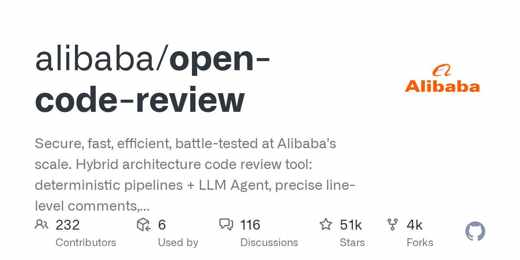 alibaba/open-
code-review
Alibaba
Secure, fast, efficient, battle-tested at Alibaba's
scale. Hybrid architecture code review tool:
deterministic pipelines + LLM Agent, precise line-
level comments,...
232
Contributors
6
Used by
116
Discussions
51k
Stars
4k
Forks